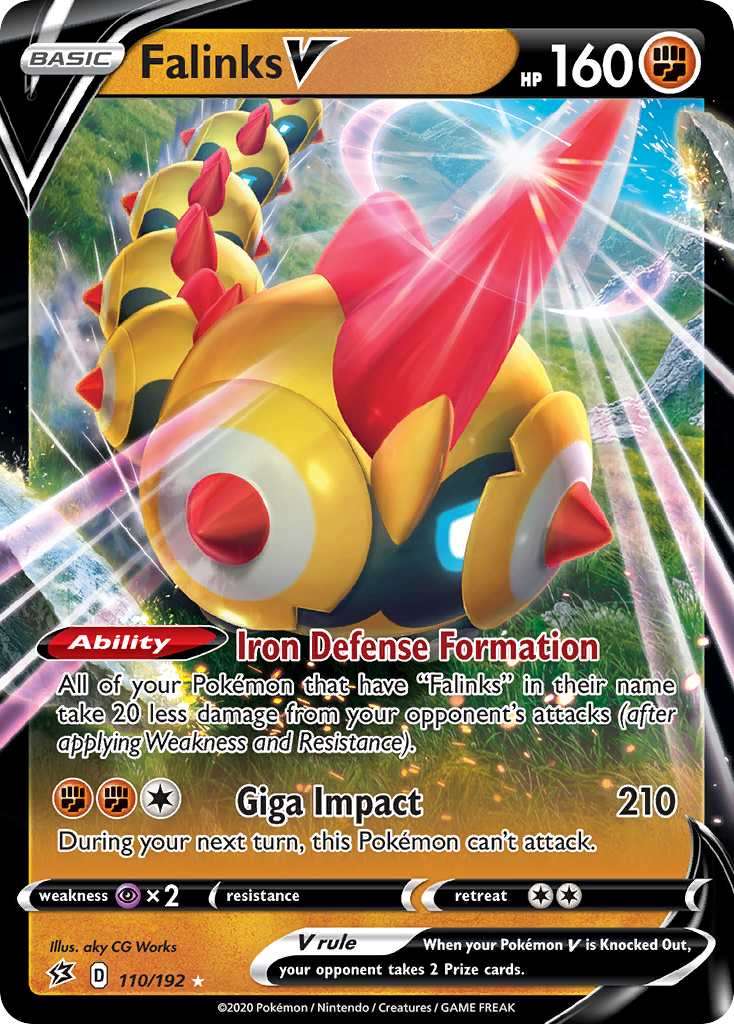 BASIC Falinks V HP 160
Ability Iron Defense Formation
All of your Pokémon that have “Falinks” in their name
take 20 less damage from your opponent’s attacks (after
applying Weakness and Resistance).
Giga Impact 210
During your next turn, this Pokémon can’t attack.
weakness ×2 resistance retreat
Illus. aky CG Works
V rule When your Pokémon V is Knocked Out,
your opponent takes 2 Prize cards.
D 110/192
©2020 Pokémon / Nintendo / Creatures / GAME FREAK